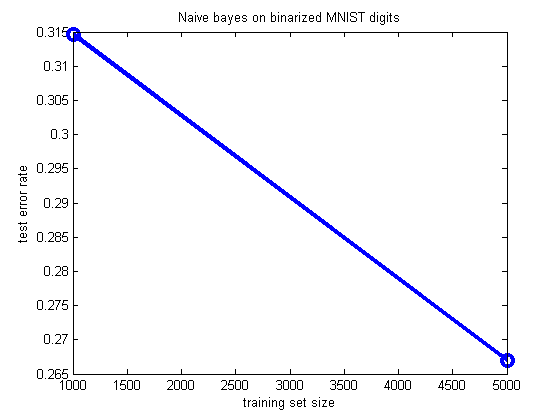 Naive bayes on binarized MNIST digits
0.315
0.31
0.305
0.3
0.295
0.29
0.285
0.28
0.275
0.27
0.265
test error rate
1000 1500 2000 2500 3000 3500 4000 4500 5000
training set size